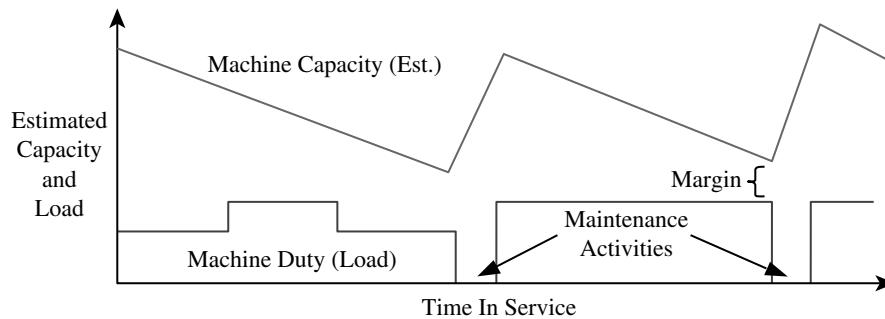 Machine Capacity (Est.)
Estimated
Capacity
and
Load
Margin
Maintenance
Activities
Machine Duty (Load)
Time In Service